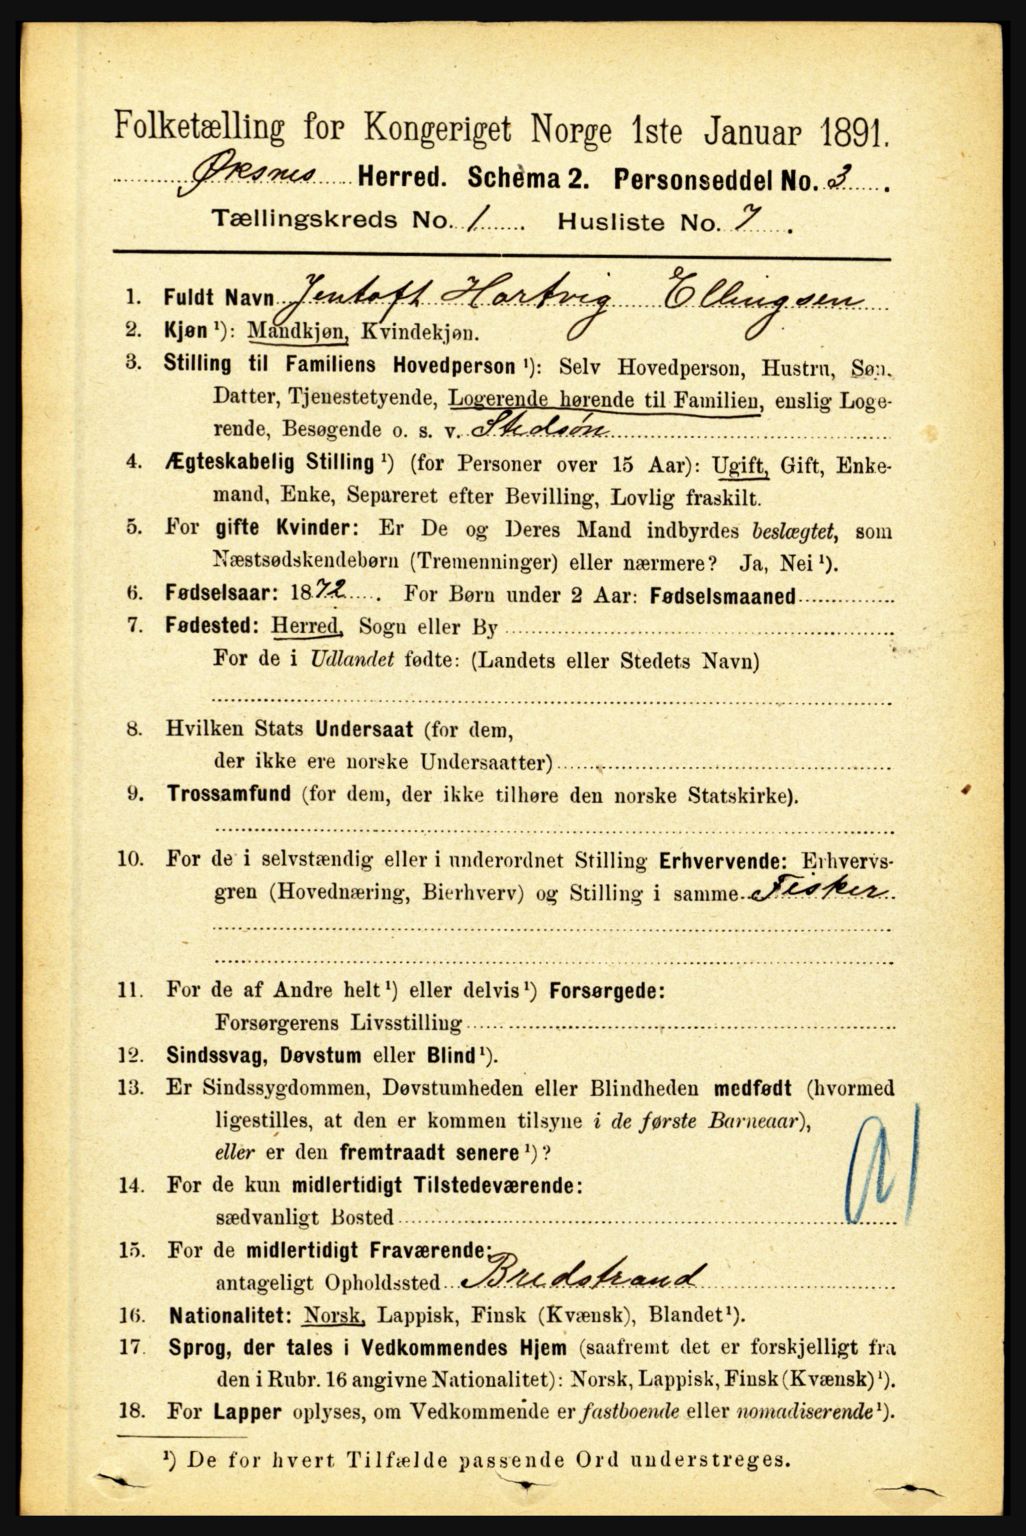 Folketælling for Kongeriget Norge 1ste Januar 1891.
Øksnes Herred. Schema 2. Personseddel No. 3.
Tællingskreds No. 1. Husliste No. 7.
1. Fuldt Navn Jentoft Hartvig Ellingsen
2. Kjøn ¹): Mandkjøn, Kvindekjøn.
3. Stilling til Familiens Hovedperson ¹): Selv Hovedperson, Hustru, Søn,
Datter, Tjenestetyende, Logerende hørende til Familien, enslig Loge-
rende, Besøgende o. s. v. Stedsøn
4. Ægteskabelig Stilling ¹) (for Personer over 15 Aar): Ugift, Gift, Enke-
mand, Enke, Separeret efter Bevilling, Lovlig fraskilt.
5. For gifte Kvinder: Er De og Deres Mand indbyrdes beslægtet, som
Næstsødskendebørn (Tremenninger) eller nærmere? Ja, Nei ¹).
6. Fødselsaar: 1872. For Børn under 2 Aar: Fødselsmaaned
7. Fødested: Herred, Sogn eller By
For de i Udlandet fødte: (Landets eller Stedets Navn)
8. Hvilken Stats Undersaat (for dem,
der ikke ere norske Undersaatter)
9. Trossamfund (for dem, der ikke tilhøre den norske Statskirke).
10. For de i selvstændig eller i underordnet Stilling Erhvervende: Erhvervs-
gren (Hovednæring, Bierhverv) og Stilling i samme Fisker
11. For de af Andre helt ¹) eller delvis ¹) Forsørgede:
Forsørgerens Livsstilling
12. Sindssvag, Døvstum eller Blind ¹).
13. Er Sindssygdommen, Døvstumheden eller Blindheden medfødt (hvormed
ligestilles, at den er kommen tilsyne i de første Barneaar),
eller er den fremtraadt senere ¹)?
14. For de kun midlertidigt Tilstedeværende:
sædvanligt Bosted
15. For de midlertidigt Fraværende:
antageligt Opholdssted Bredstrand
16. Nationalitet: Norsk, Lappisk, Finsk (Kvænsk), Blandet ¹).
17. Sprog, der tales i Vedkommendes Hjem (saafremt det er forskjelligt fra
den i Rubr. 16 angivne Nationalitet): Norsk, Lappisk, Finsk (Kvænsk) ¹).
18. For Lapper oplyses, om Vedkommende er fastboende eller nomadiserende ¹).
¹) De for hvert Tilfælde passende Ord understreges.